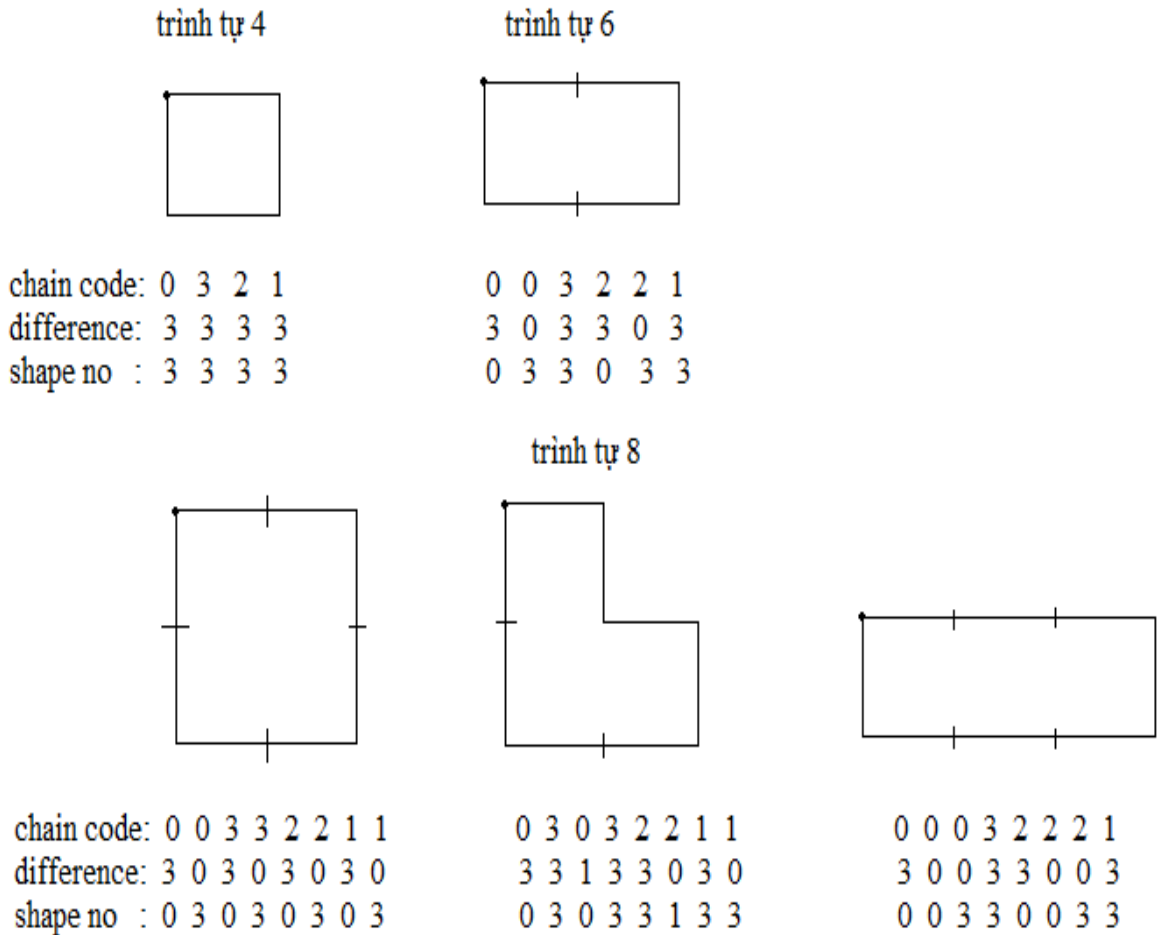 trình tự 4 trình tự 6
chain code: 0 3 2 1 0 0 3 2 2 1
difference: 3 3 3 3 3 0 3 3 0 3
shape no : 3 3 3 3 0 3 3 0 3 3
trình tự 8
chain code: 0 0 3 3 2 2 1 1 0 3 0 3 2 2 1 1 0 0 0 3 2 2 2 1
difference: 3 0 3 0 3 0 3 0 3 3 1 3 3 0 3 0 3 0 0 3 3 0 0 3
shape no : 0 3 0 3 0 3 0 3 0 3 0 3 3 1 3 3 0 0 3 3 0 0 3 3